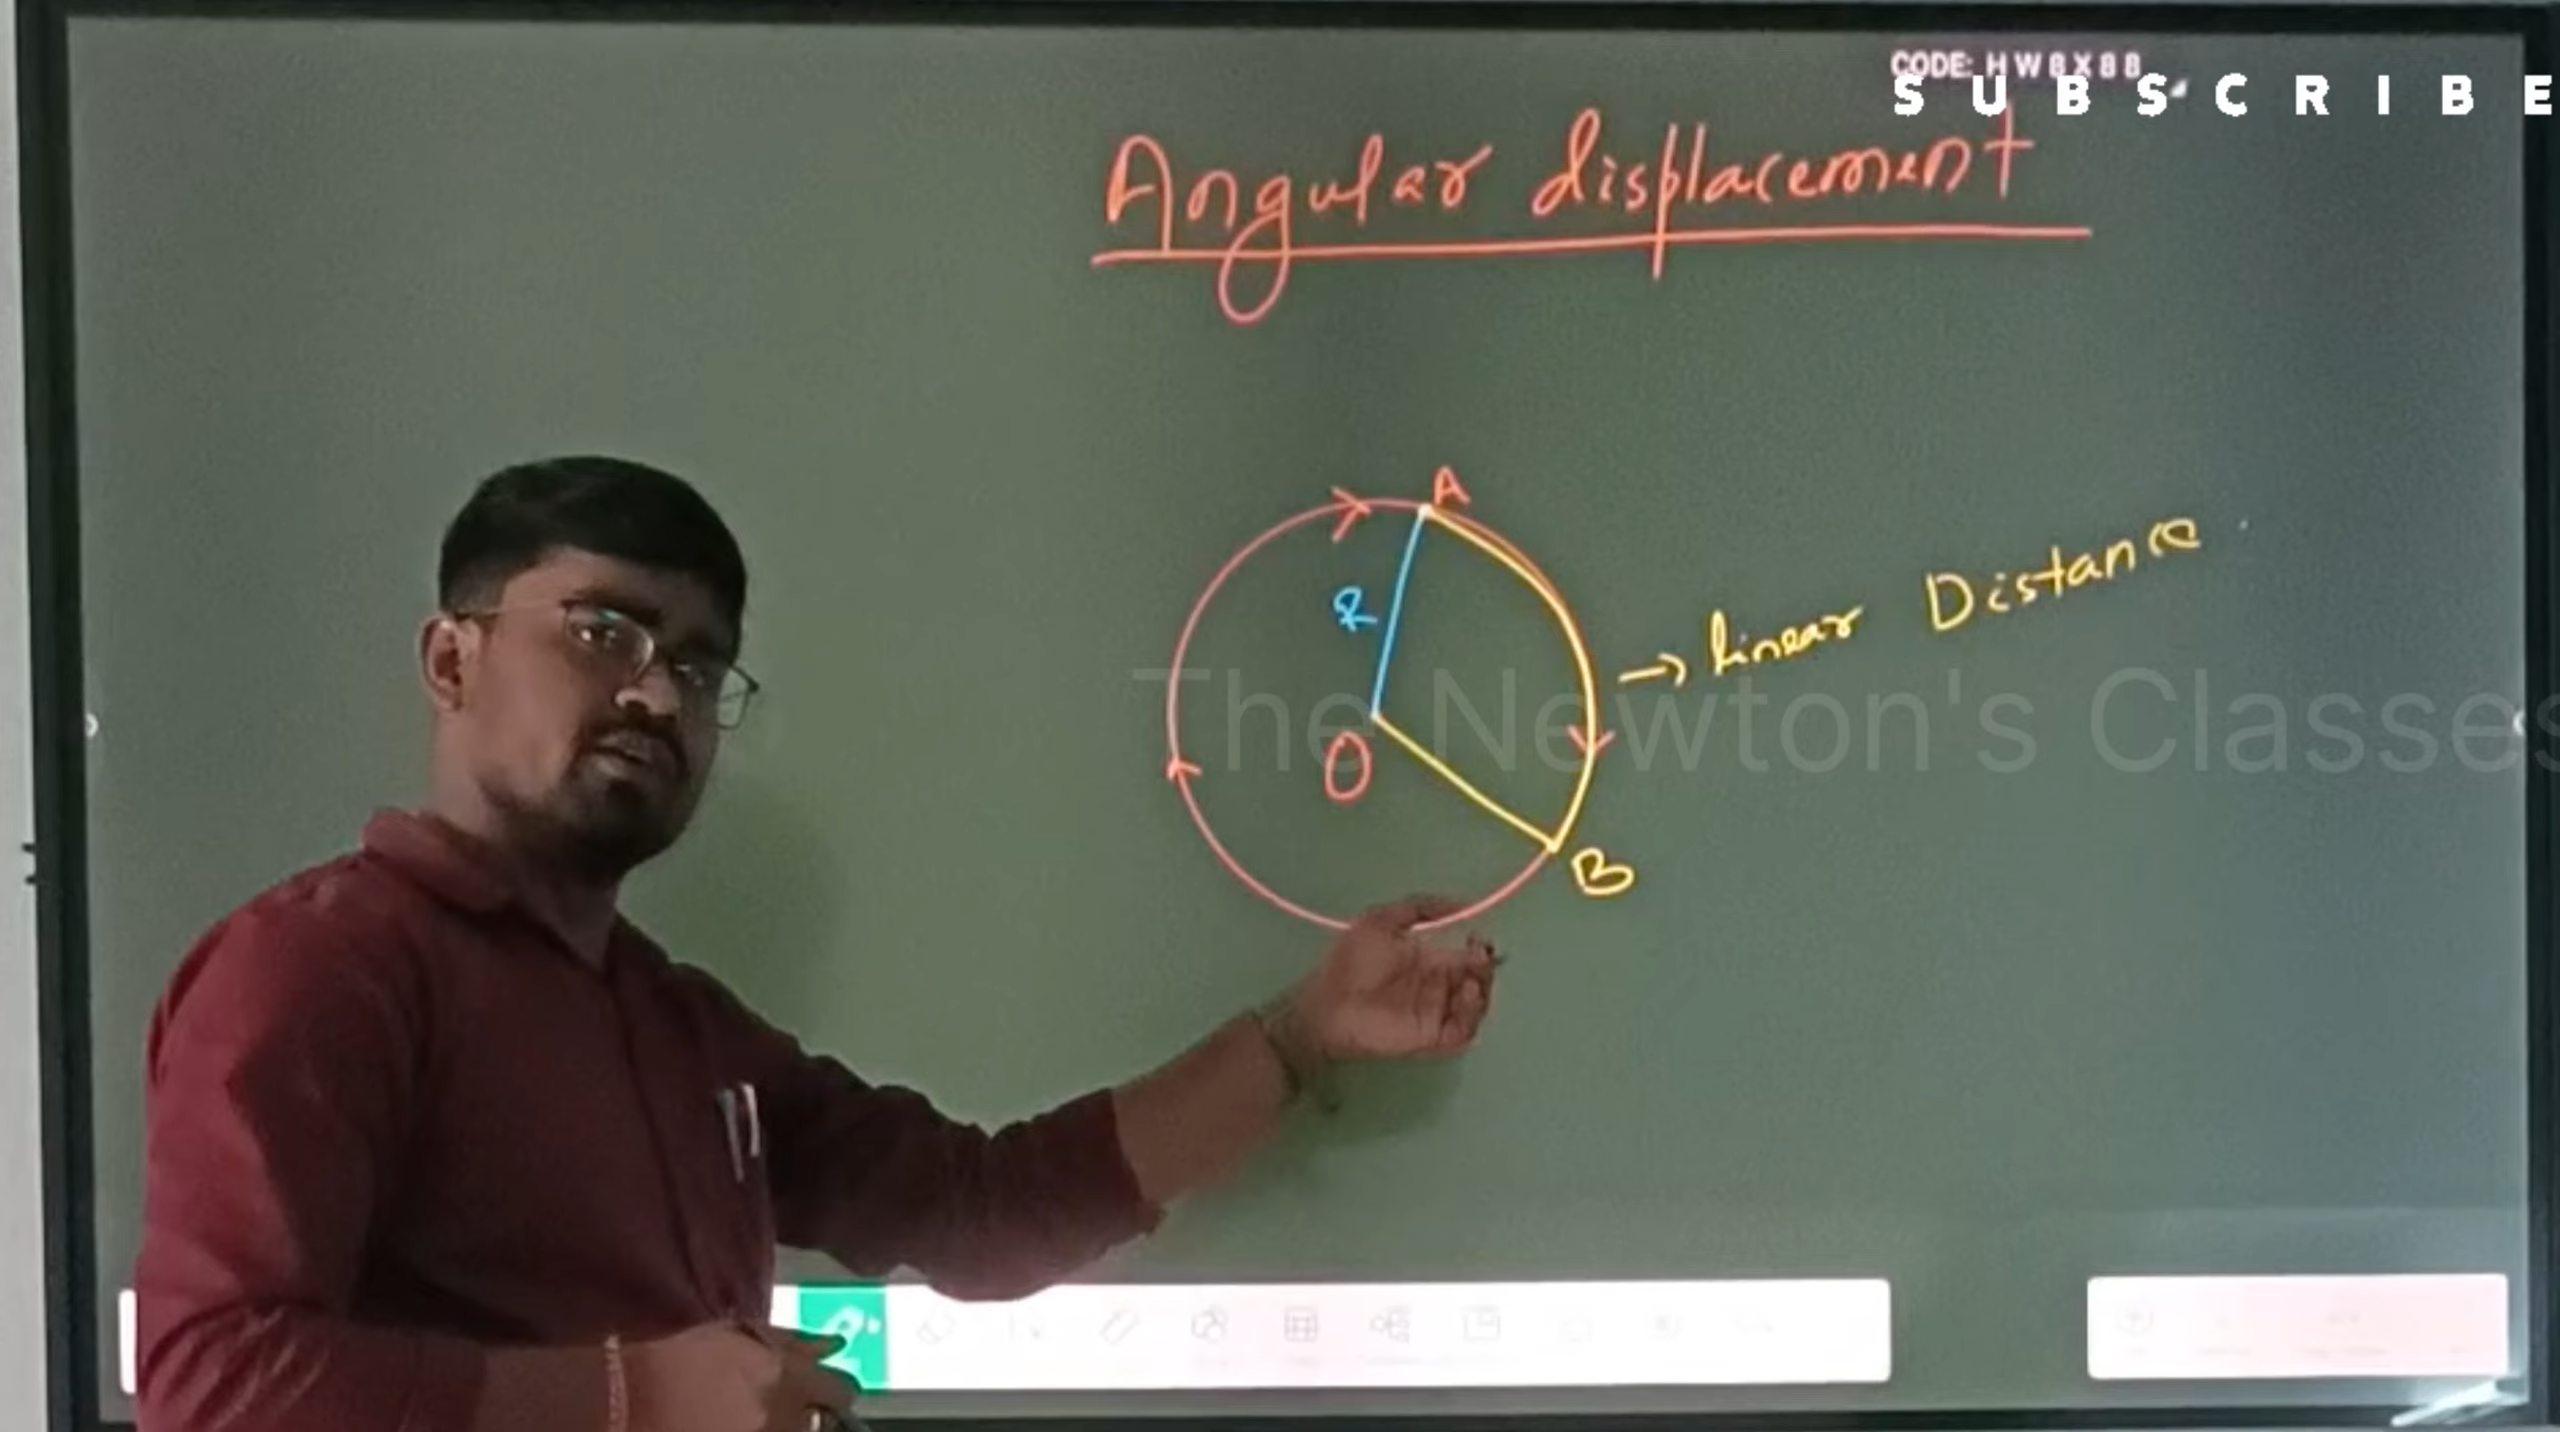 CODE: HW8X88
SUBSCRIBE
Angular displacement
A
R
→ linear Distance
The Newton's Classes
O
B